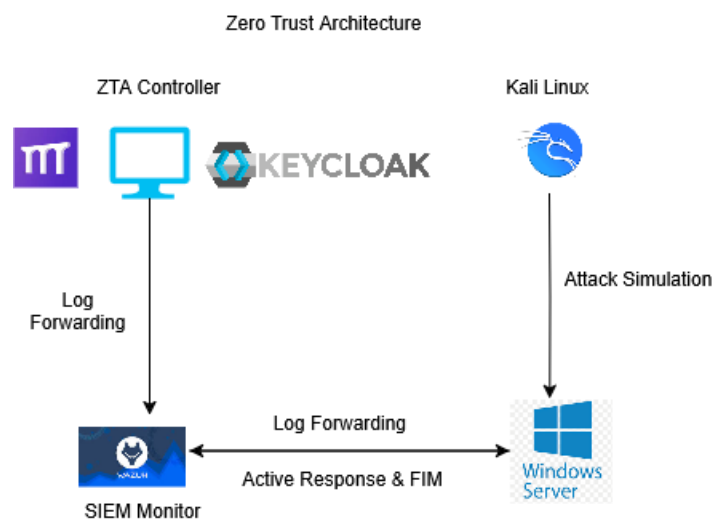 Zero Trust Architecture
ZTA Controller
Kali Linux
KEYCLOAK
Log
Forwarding
Attack Simulation
Log Forwarding
Active Response & FIM
WAZUH
SIEM Monitor
Windows
Server